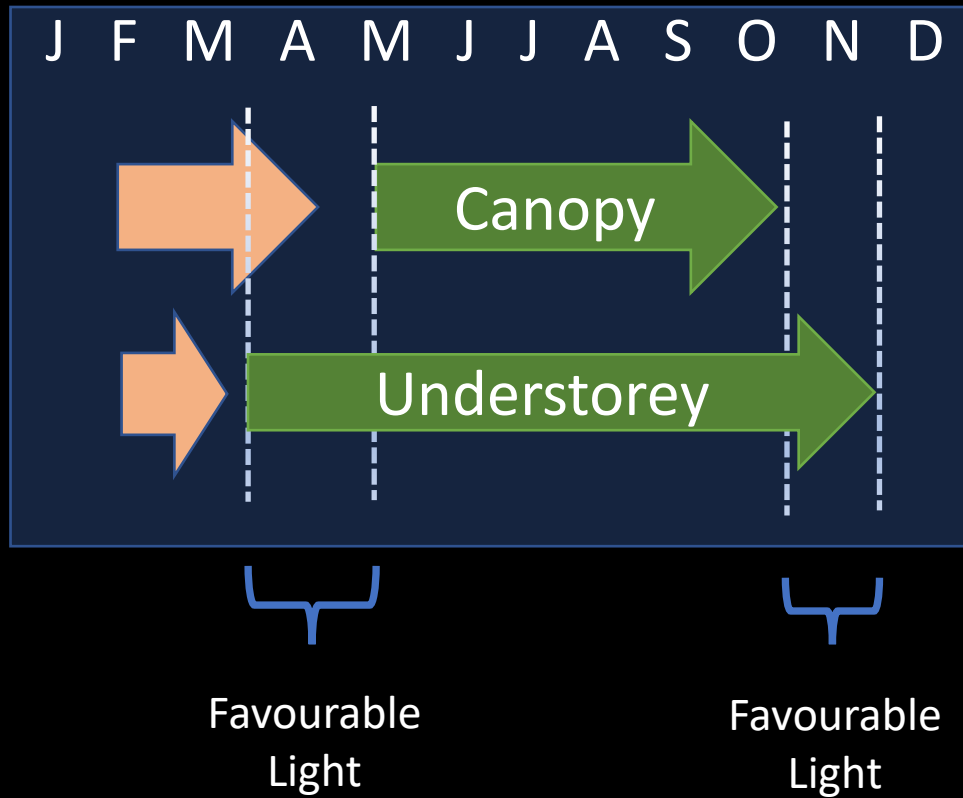 J F M A M J J A S O N D
Canopy
Understorey
Favourable
Light
Favourable
Light